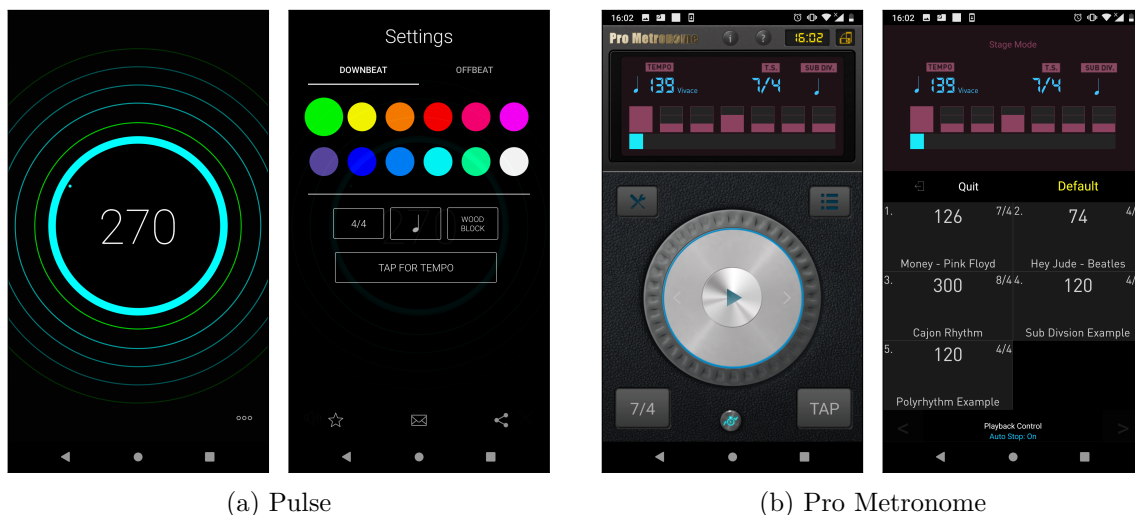 270
Settings
DOWNBEAT OFFBEAT
4/4
WOOD
BLOCK
TAP FOR TEMPO
16:02
Pro Metronome i ? 16:02
TEMPO T.S. SUB DIV.
139 Vivace 7/4
7/4 TAP
16:02
Stage Mode
TEMPO T.S. SUB DIV.
139 Vivace 7/4
Quit Default
1. 126 7/4
Money - Pink Floyd
2. 74 4/
Hey Jude - Beatles
3. 300 8/4
Cajon Rhythm
4. 120 4/
Sub Divsion Example
5. 120 4/4
Polyrhythm Example
Playback Control
Auto Stop: On
(a) Pulse
(b) Pro Metronome